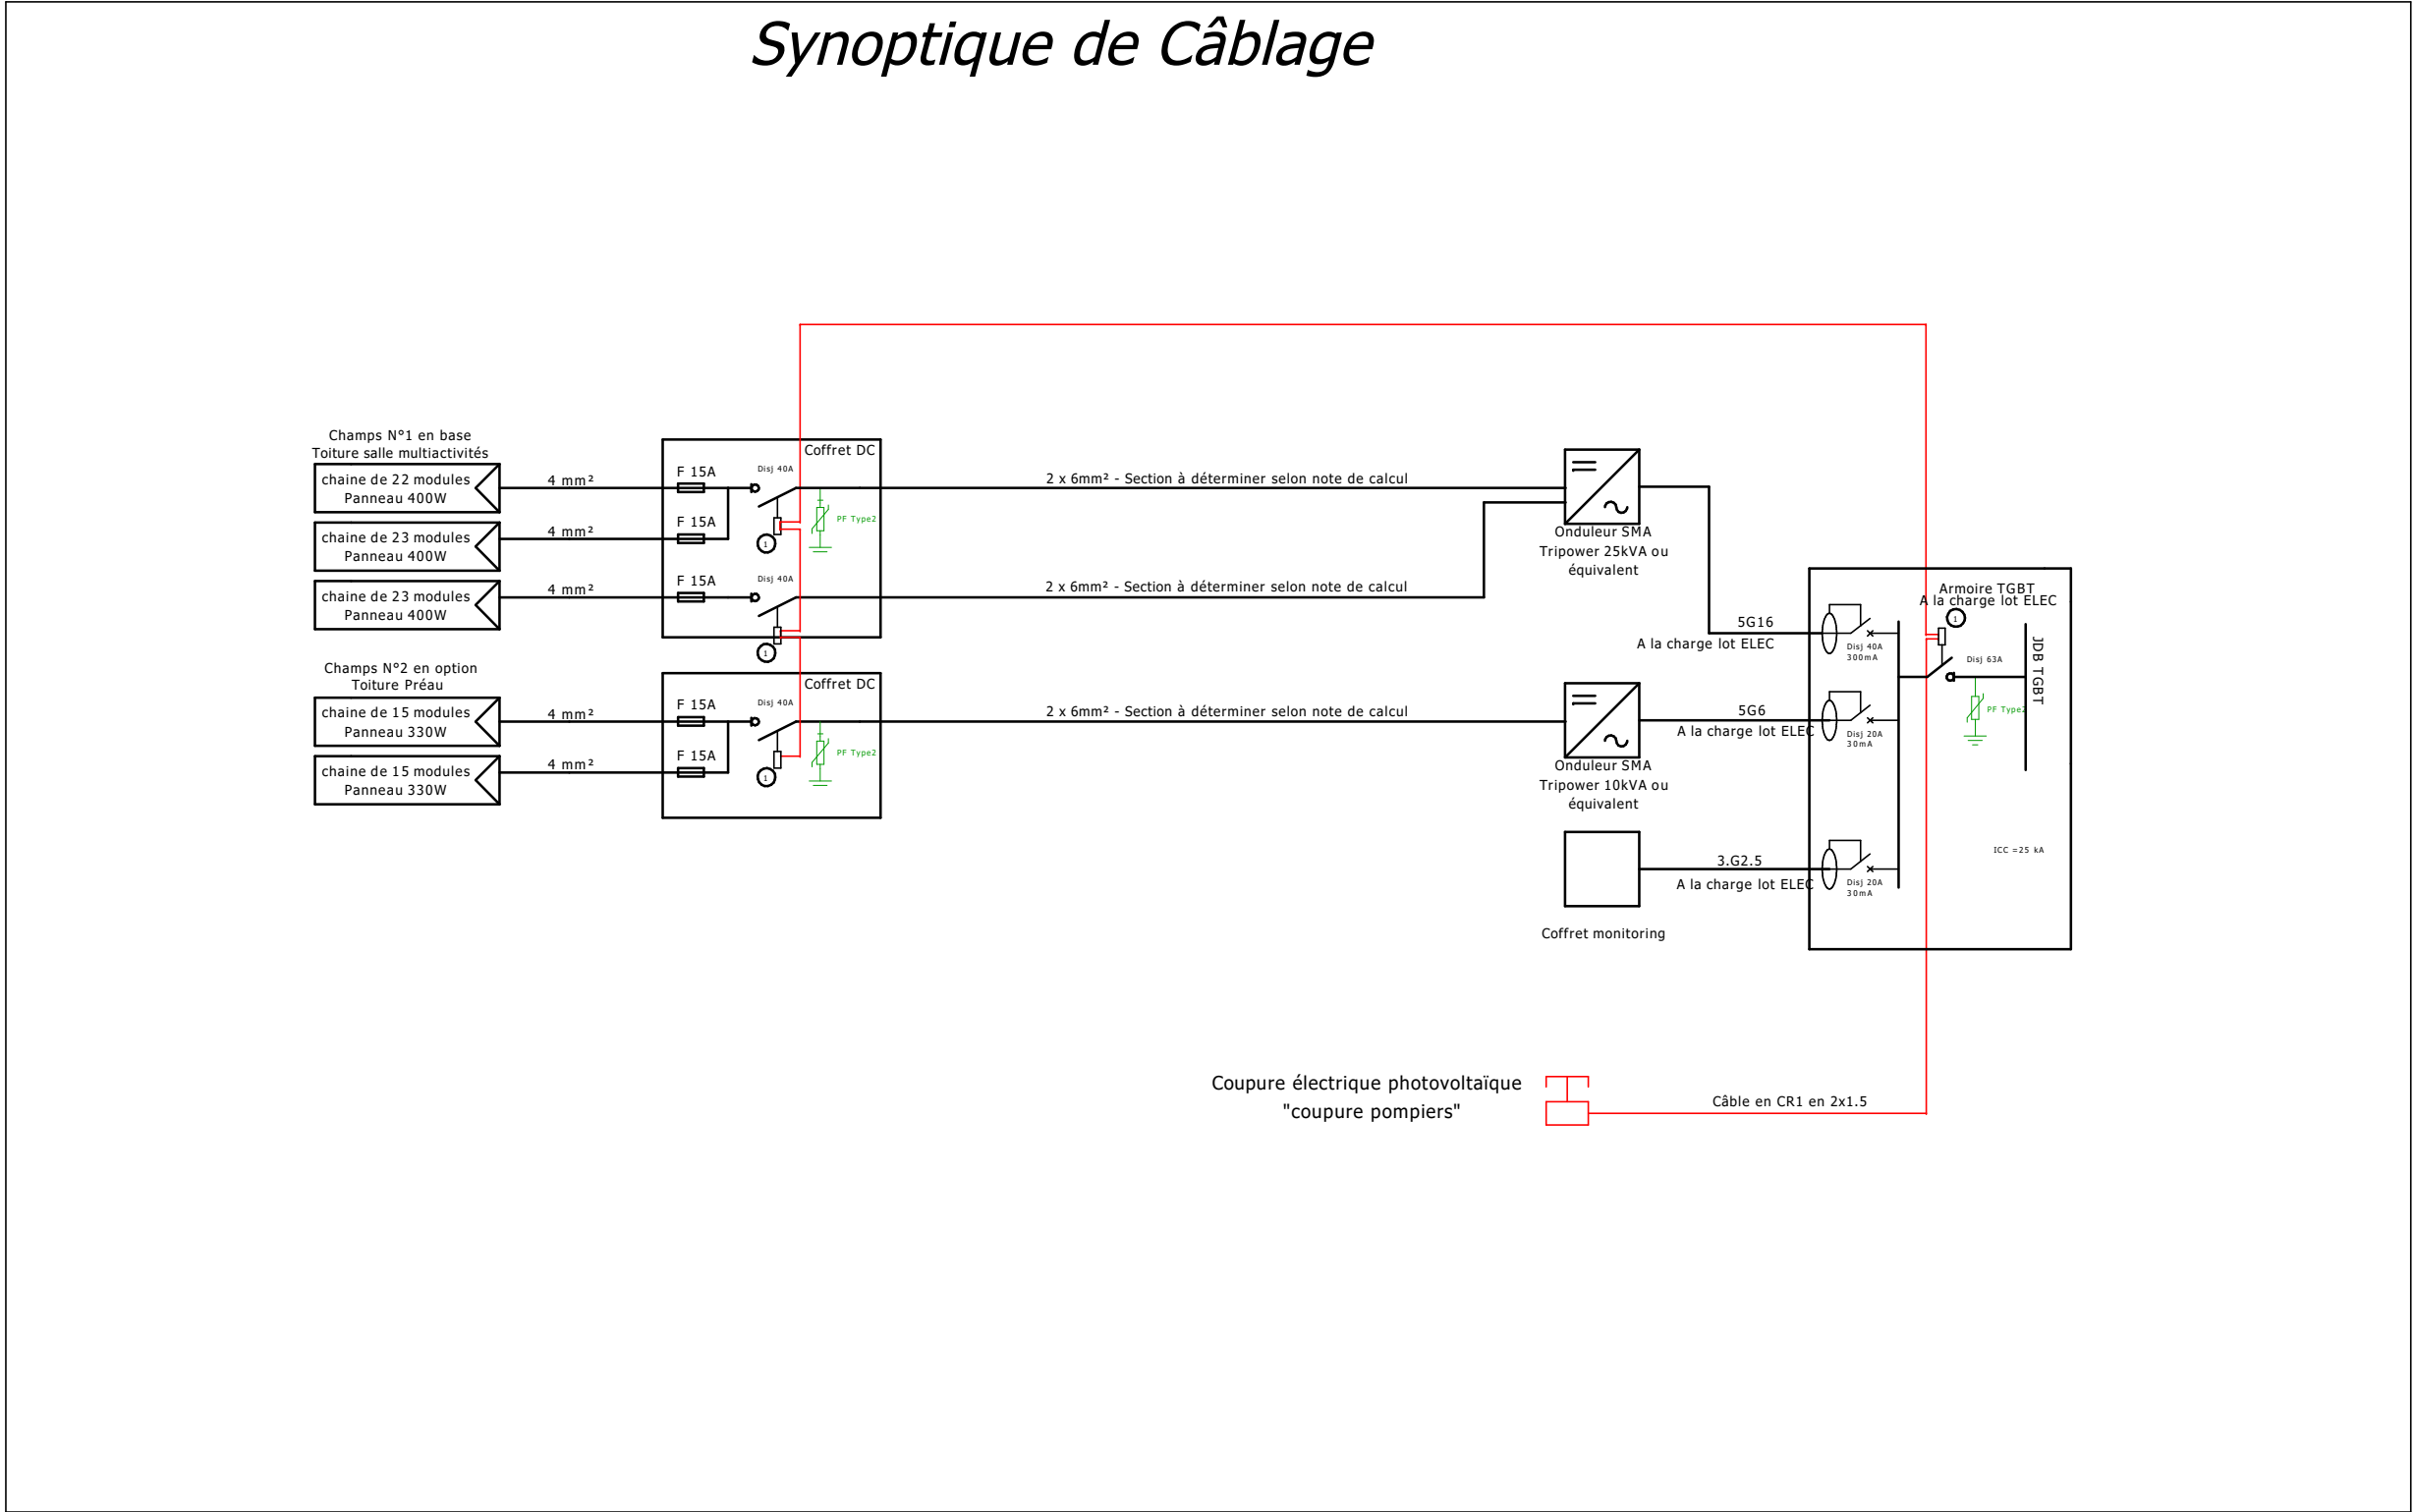 Synoptique de Câblage
Champs N°1 en base
Toiture salle multiactivités
chaine de 22 modules
Panneau 400W
4 mm²
chaine de 23 modules
Panneau 400W
4 mm²
chaine de 23 modules
Panneau 400W
4 mm²
Coffret DC
F 15A
Disj 40A
F 15A
PF Type2
1
F 15A
Disj 40A
1
2 x 6mm² - Section à déterminer selon note de calcul
2 x 6mm² - Section à déterminer selon note de calcul
Onduleur SMA
Tripower 25kVA ou
équivalent
5G16
A la charge lot ELEC
Champs N°2 en option
Toiture Préau
chaine de 15 modules
Panneau 330W
4 mm²
chaine de 15 modules
Panneau 330W
4 mm²
Coffret DC
F 15A
Disj 40A
F 15A
PF Type2
1
2 x 6mm² - Section à déterminer selon note de calcul
Onduleur SMA
Tripower 10kVA ou
équivalent
5G6
A la charge lot ELEC
3.G2.5
A la charge lot ELEC
Coffret monitoring
Armoire TGBT
A la charge lot ELEC
1
Disj 40A
300mA
Disj 63A
JDB TGBT
PF Type2
Disj 20A
30mA
ICC =25 kA
Disj 20A
30mA
Coupure électrique photovoltaïque
"coupure pompiers"
Câble en CR1 en 2x1.5